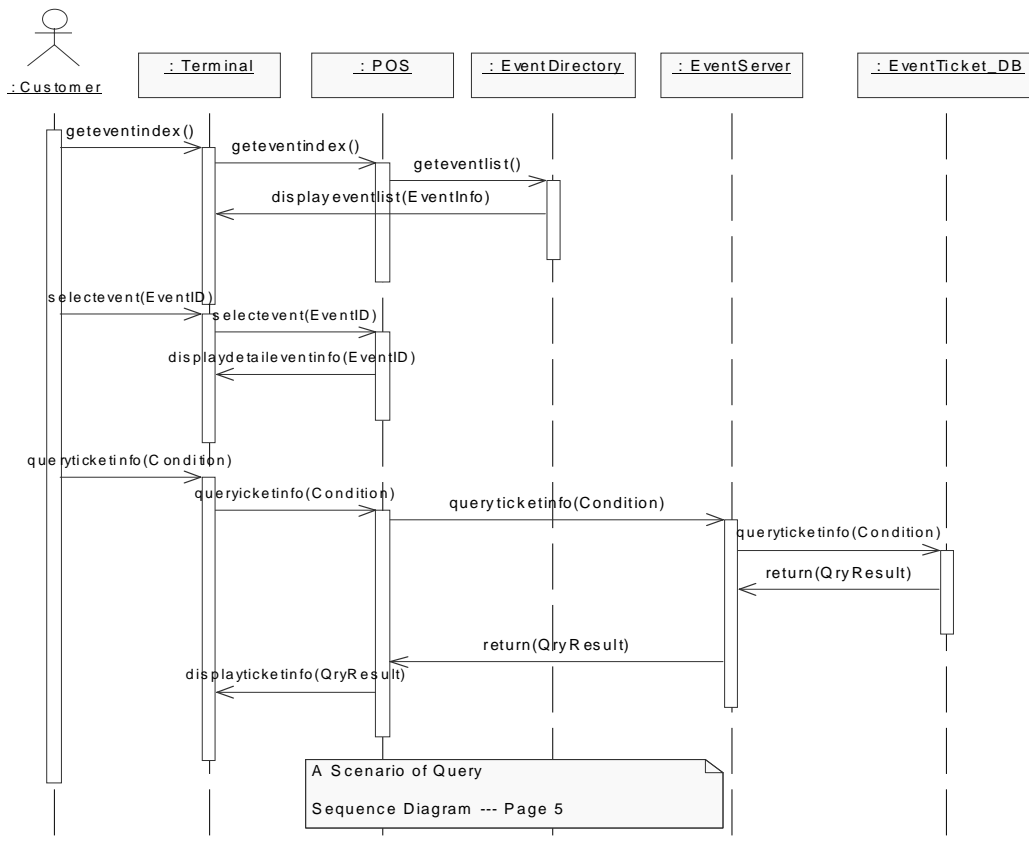 : Customer
: Terminal
: POS
: EventDirectory
: EventServer
: EventTicket_DB
geteventindex()
geteventindex()
geteventlist()
displayeventlist(EventInfo)
selectevent(EventID)
selectevent(EventID)
displaydetaileventinfo(EventID)
queryticketinfo(Condition)
queryicketinfo(Condition)
queryticketinfo(Condition)
queryticketinfo(Condition)
return(QryResult)
return(QryResult)
displayticketinfo(QryResult)
A Scenario of Query
Sequence Diagram --- Page 5